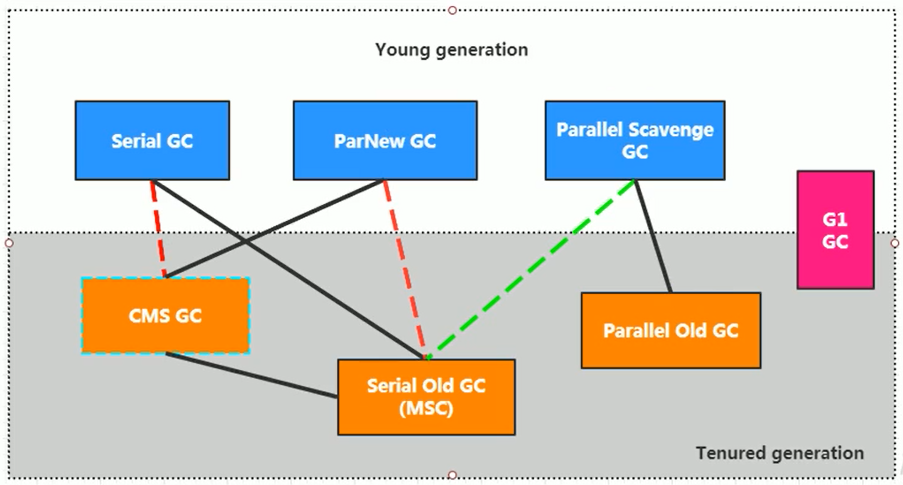 Young generation
Serial GC
ParNew GC
Parallel Scavenge
GC
G1
GC
CMS GC
Parallel Old GC
Serial Old GC
(MSC)
Tenured generation